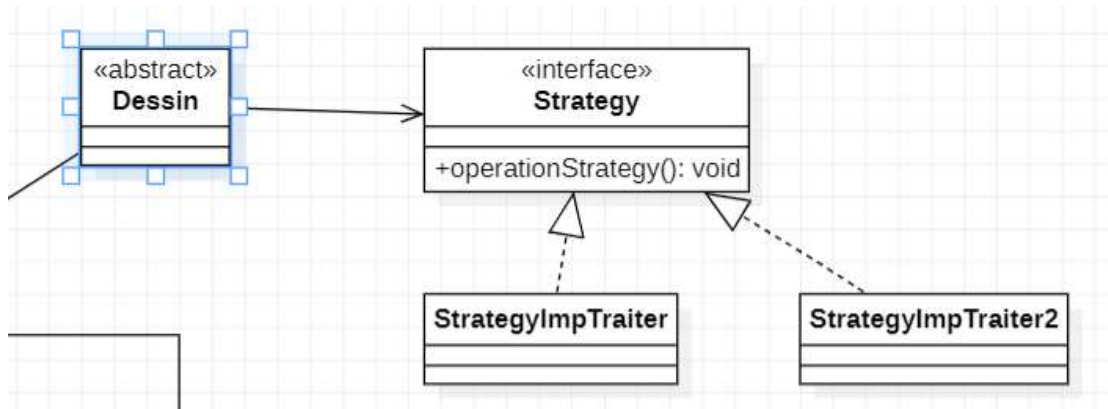 «abstract»
Dessin
«interface»
Strategy
+operationStrategy(): void
StrategyImpTraiter
StrategyImpTraiter2